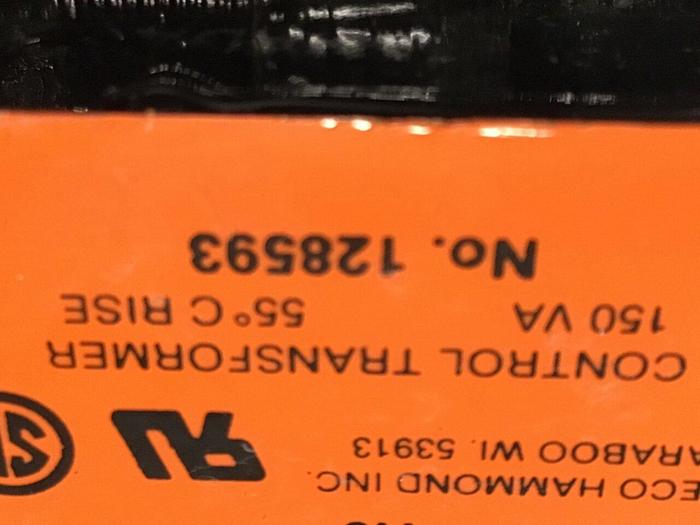 ECO HAMMOND INC.
ARABOO WI. 53913
CONTROL TRANSFORMER
150 VA 55°C RISE
No. 128593